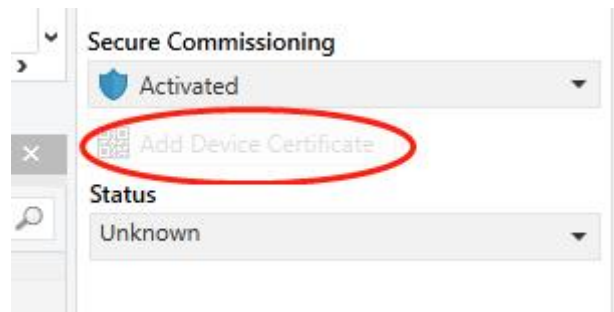 Secure Commissioning
Activated
Add Device Certificate
Status
Unknown